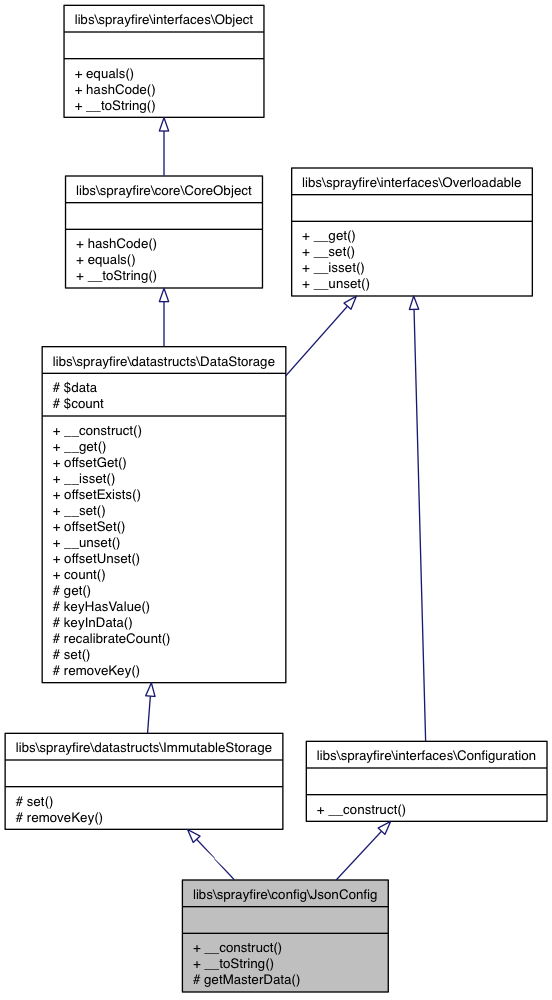 libs\sprayfire\interfaces\Object
+ equals()
+ hashCode()
+ __toString()
libs\sprayfire\core\CoreObject
+ hashCode()
+ equals()
+ __toString()
libs\sprayfire\interfaces\Overloadable
+ __get()
+ __set()
+ __isset()
+ __unset()
libs\sprayfire\datastructs\DataStorage
# $data
# $count
+ __construct()
+ __get()
+ offsetGet()
+ __isset()
+ offsetExists()
+ __set()
+ offsetSet()
+ __unset()
+ offsetUnset()
+ count()
# get()
# keyHasValue()
# keyInData()
# recalibrateCount()
# set()
# removeKey()
libs\sprayfire\datastructs\ImmutableStorage
# set()
# removeKey()
libs\sprayfire\interfaces\Configuration
+ __construct()
libs\sprayfire\config\JsonConfig
+ __construct()
+ __toString()
# getMasterData()